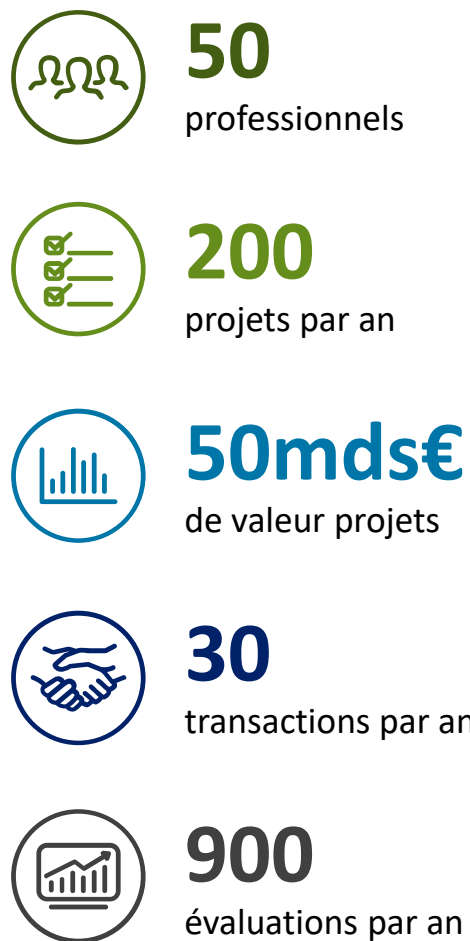 50
professionnels
200
projets par an
50mds€
de valeur projets
30
transactions par an
900
évaluations par an